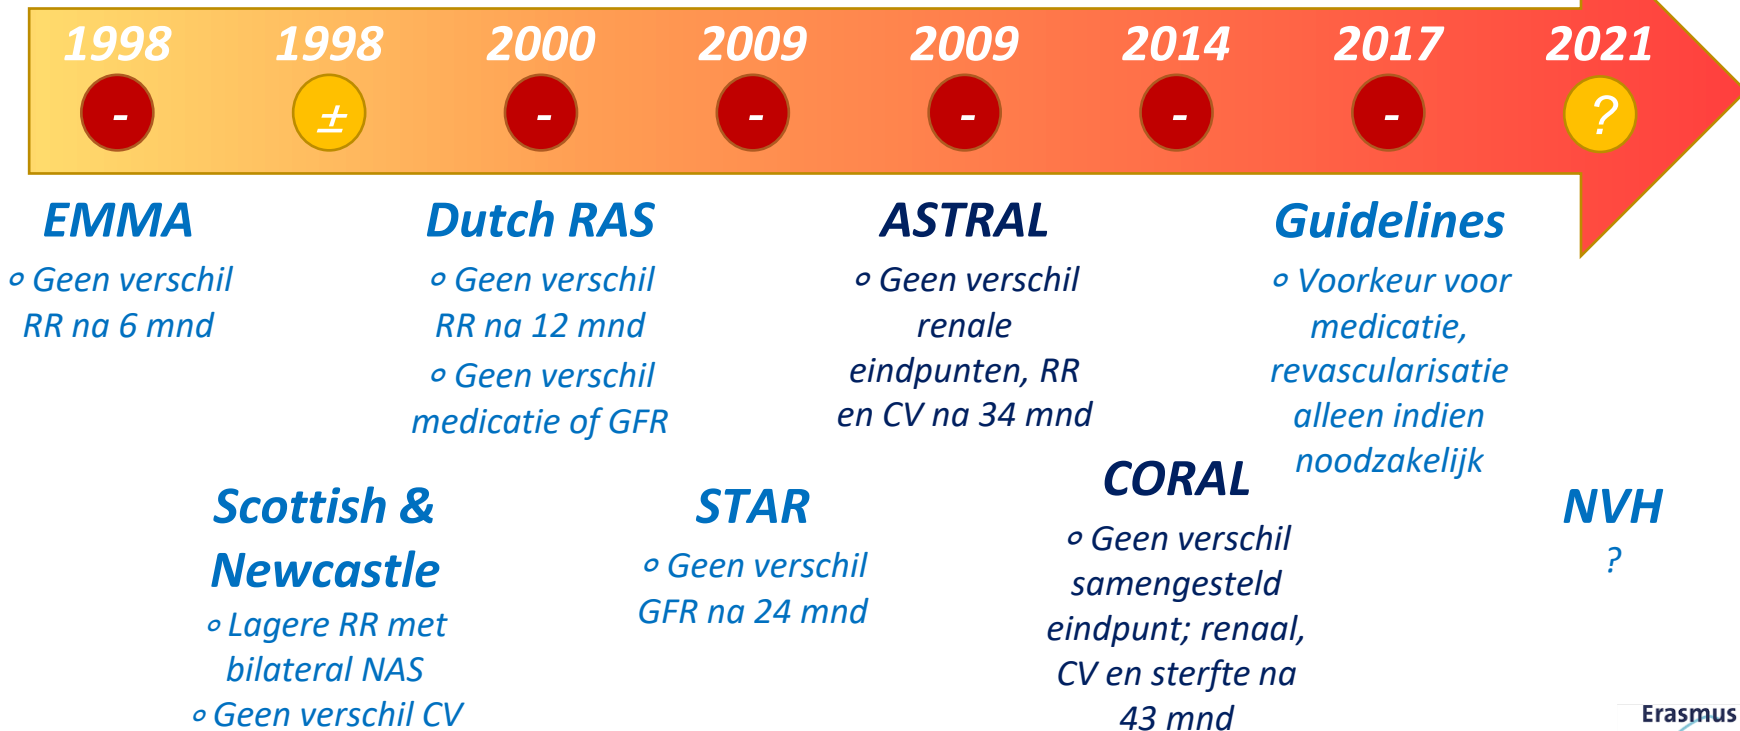 1998 1998 2000 2009 2009 2014 2017 2021
- ± - - - - - ?
EMMA
o Geen verschil
RR na 6 mnd
Scottish &
Newcastle
o Lagere RR met
bilateral NAS
o Geen verschil CV
Dutch RAS
o Geen verschil
RR na 12 mnd
o Geen verschil
medicatie of GFR
STAR
o Geen verschil
GFR na 24 mnd
ASTRAL
o Geen verschil
renale
eindpunten, RR
en CV na 34 mnd
CORAL
o Geen verschil
samengesteld
eindpunt; renaal,
CV en sterfte na
43 mnd
Guidelines
o Voorkeur voor
medicatie,
revascularisatie
alleen indien
noodzakelijk
NVH
?
Erasmus